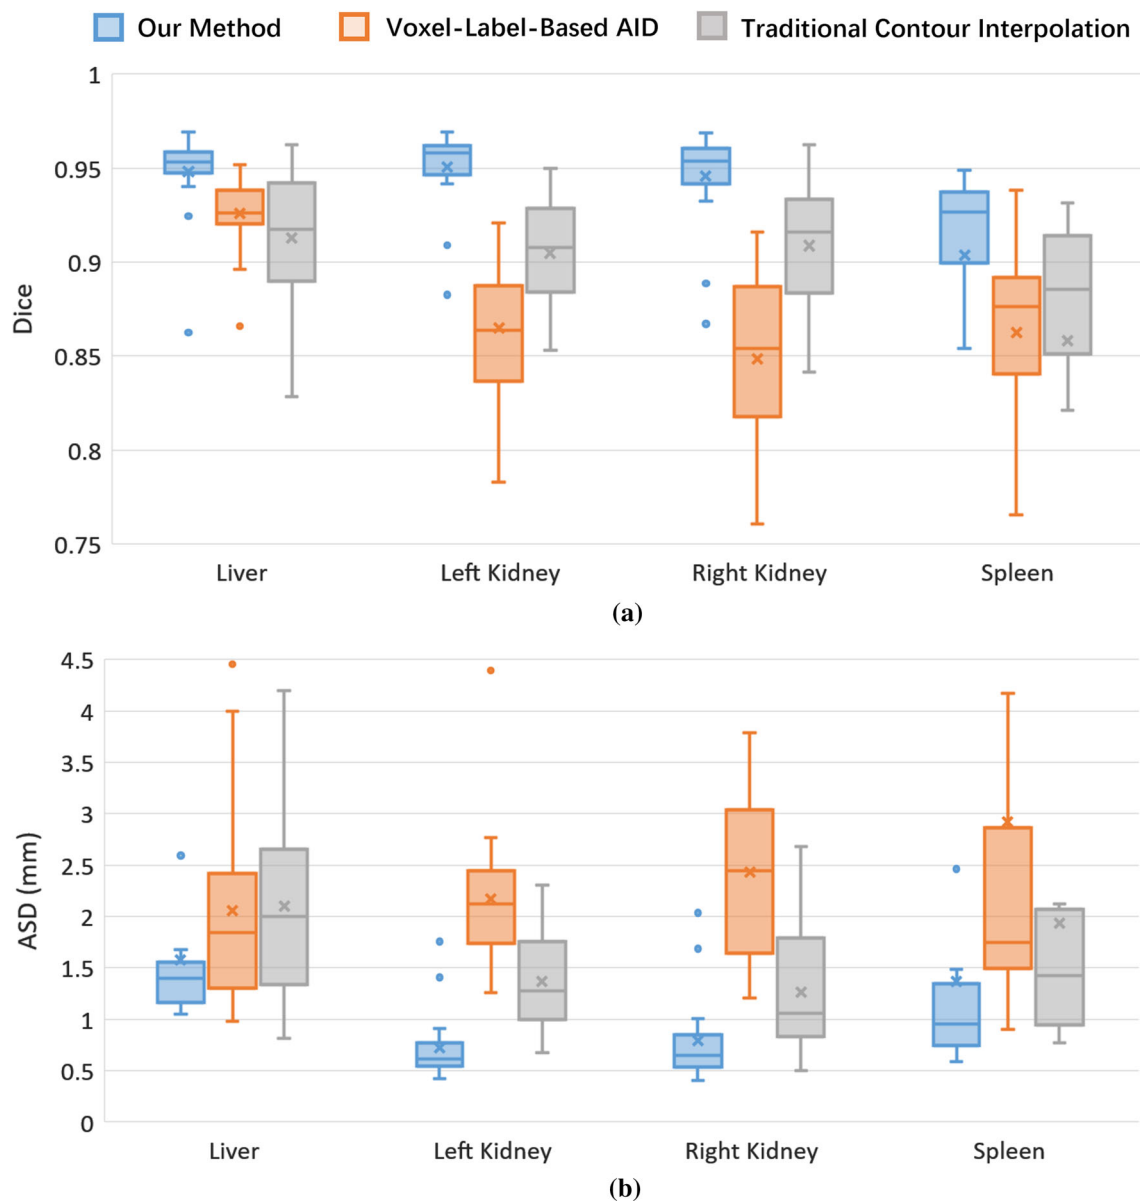 Our Method Voxel-Label-Based AID Traditional Contour Interpolation
1
0.95
0.9
0.85
0.8
0.75
Dice
Liver Left Kidney Right Kidney Spleen
(a)
4.5
4
3.5
3
2.5
2
1.5
1
0.5
0
ASD (mm)
Liver Left Kidney Right Kidney Spleen
(b)